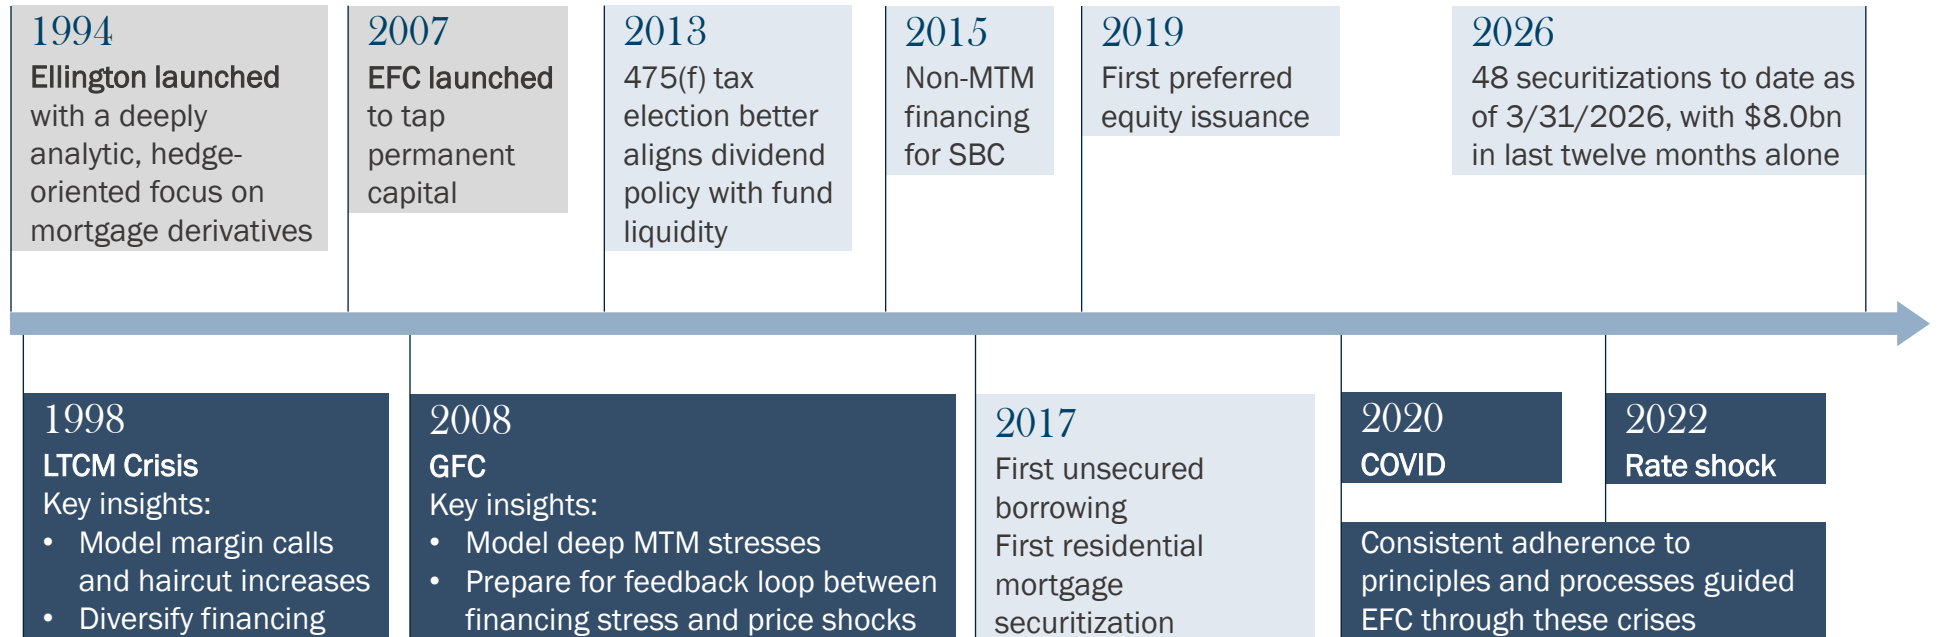 1994
Ellington launched
with a deeply
analytic, hedge-
oriented focus on
mortgage derivatives
2007
EFC launched
to tap
permanent
capital
2013
475(f) tax
election better
aligns dividend
policy with fund
liquidity
2015
Non-MTM
financing
for SBC
2019
First preferred
equity issuance
2026
48 securitizations to date as
of 3/31/2026, with $8.0bn
in last twelve months alone
1998
LTCM Crisis
Key insights:
• Model margin calls
and haircut increases
• Diversify financing
2008
GFC
Key insights:
• Model deep MTM stresses
• Prepare for feedback loop between
financing stress and price shocks
2017
First unsecured
borrowing
First residential
mortgage
securitization
2020
COVID
2022
Rate shock
Consistent adherence to
principles and processes guided
EFC through these crises